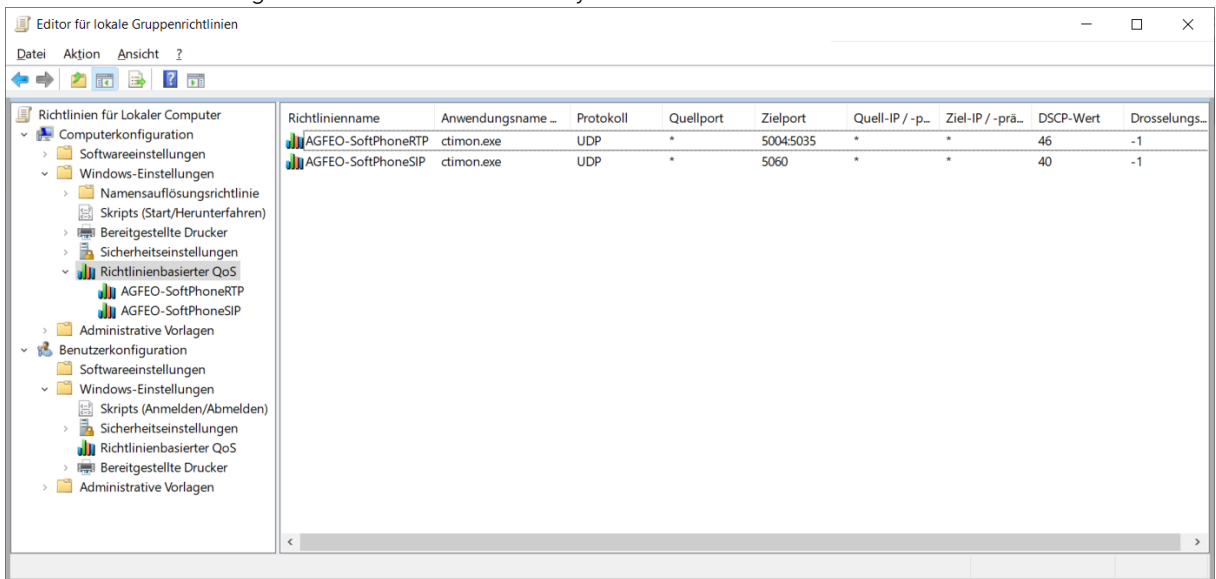 Editor für lokale Gruppenrichtlinien
Datei Aktion Ansicht ?
Richtlinien für Lokaler Computer
Computerkonfiguration
Softwareeinstellungen
Windows-Einstellungen
Namensauflösungsrichtlinie
Skripts (Start/Herunterfahren)
Bereitgestellte Drucker
Sicherheitseinstellungen
Richtlinienbasierter QoS
AGFEO-SoftPhoneRTP
AGFEO-SoftPhoneSIP
Administrative Vorlagen
Benutzerkonfiguration
Softwareeinstellungen
Windows-Einstellungen
Skripts (Anmelden/Abmelden)
Sicherheitseinstellungen
Richtlinienbasierter QoS
Bereitgestellte Drucker
Administrative Vorlagen
Richtlinienname Anwendungsname ... Protokoll Quellport Zielport Quell-IP / -p... Ziel-IP / -prä... DSCP-Wert Drosselungs...
AGFEO-SoftPhoneRTP ctimon.exe UDP * 5004:5035 * * 46 -1
AGFEO-SoftPhoneSIP ctimon.exe UDP * 5060 * * 40 -1